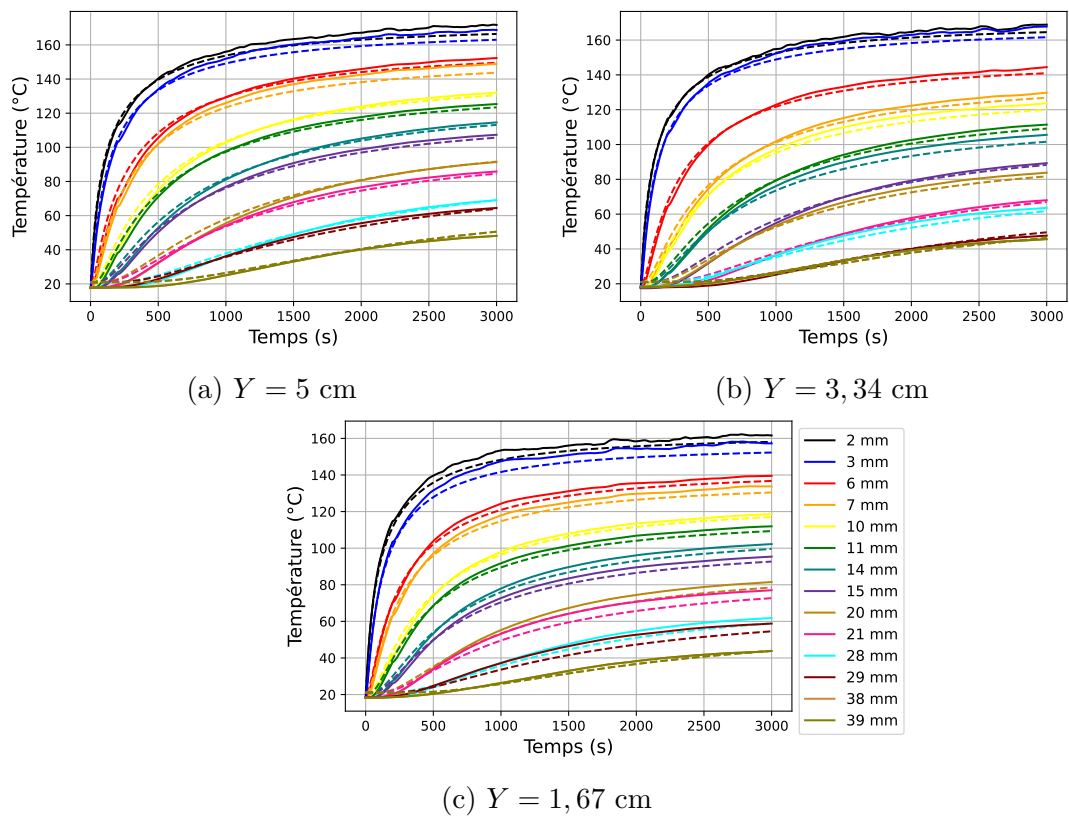 160
140
120
100
80
60
40
20
Température (°C)
0 500 1000 1500 2000 2500 3000
Temps (s)
(a) Y = 5 cm
160
140
120
100
80
60
40
20
Température (°C)
0 500 1000 1500 2000 2500 3000
Temps (s)
(b) Y = 3, 34 cm
160
140
120
100
80
60
40
20
Température (°C)
0 500 1000 1500 2000 2500 3000
Temps (s)
2 mm
3 mm
6 mm
7 mm
10 mm
11 mm
14 mm
15 mm
20 mm
21 mm
28 mm
29 mm
38 mm
39 mm
(c) Y = 1, 67 cm